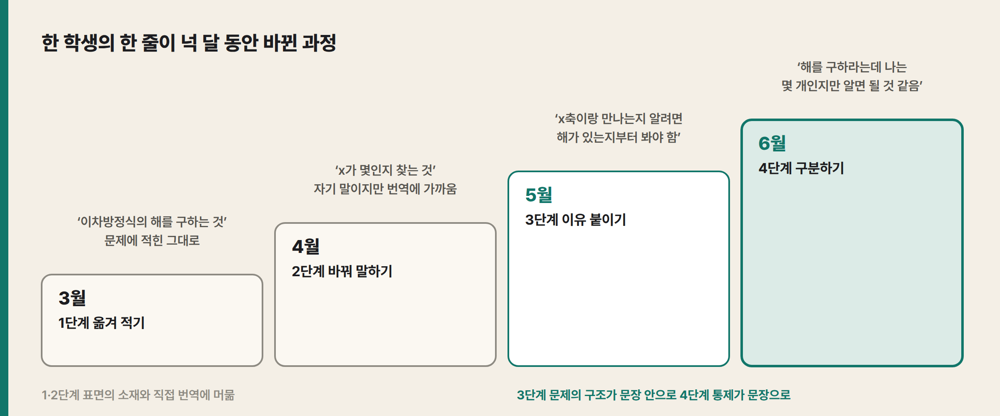 한 학생의 한 줄이 넉 달 동안 바뀐 과정
‘이차방정식의 해를 구하는 것’
문제에 적힌 그대로
3월
1단계 옮겨 적기
‘x가 몇인지 찾는 것’
자기 말이지만 번역에 가까움
4월
2단계 바꿔 말하기
‘x축이랑 만나는지 알려면
해가 있는지부터 봐야 함’
5월
3단계 이유 붙이기
‘해를 구하라는데 나는
몇 개인지만 알면 될 것 같음’
6월
4단계 구분하기
1·2단계 표면의 소재와 직접 번역에 머묾
3단계 문제의 구조가 문장 안으로 4단계 통제가 문장으로